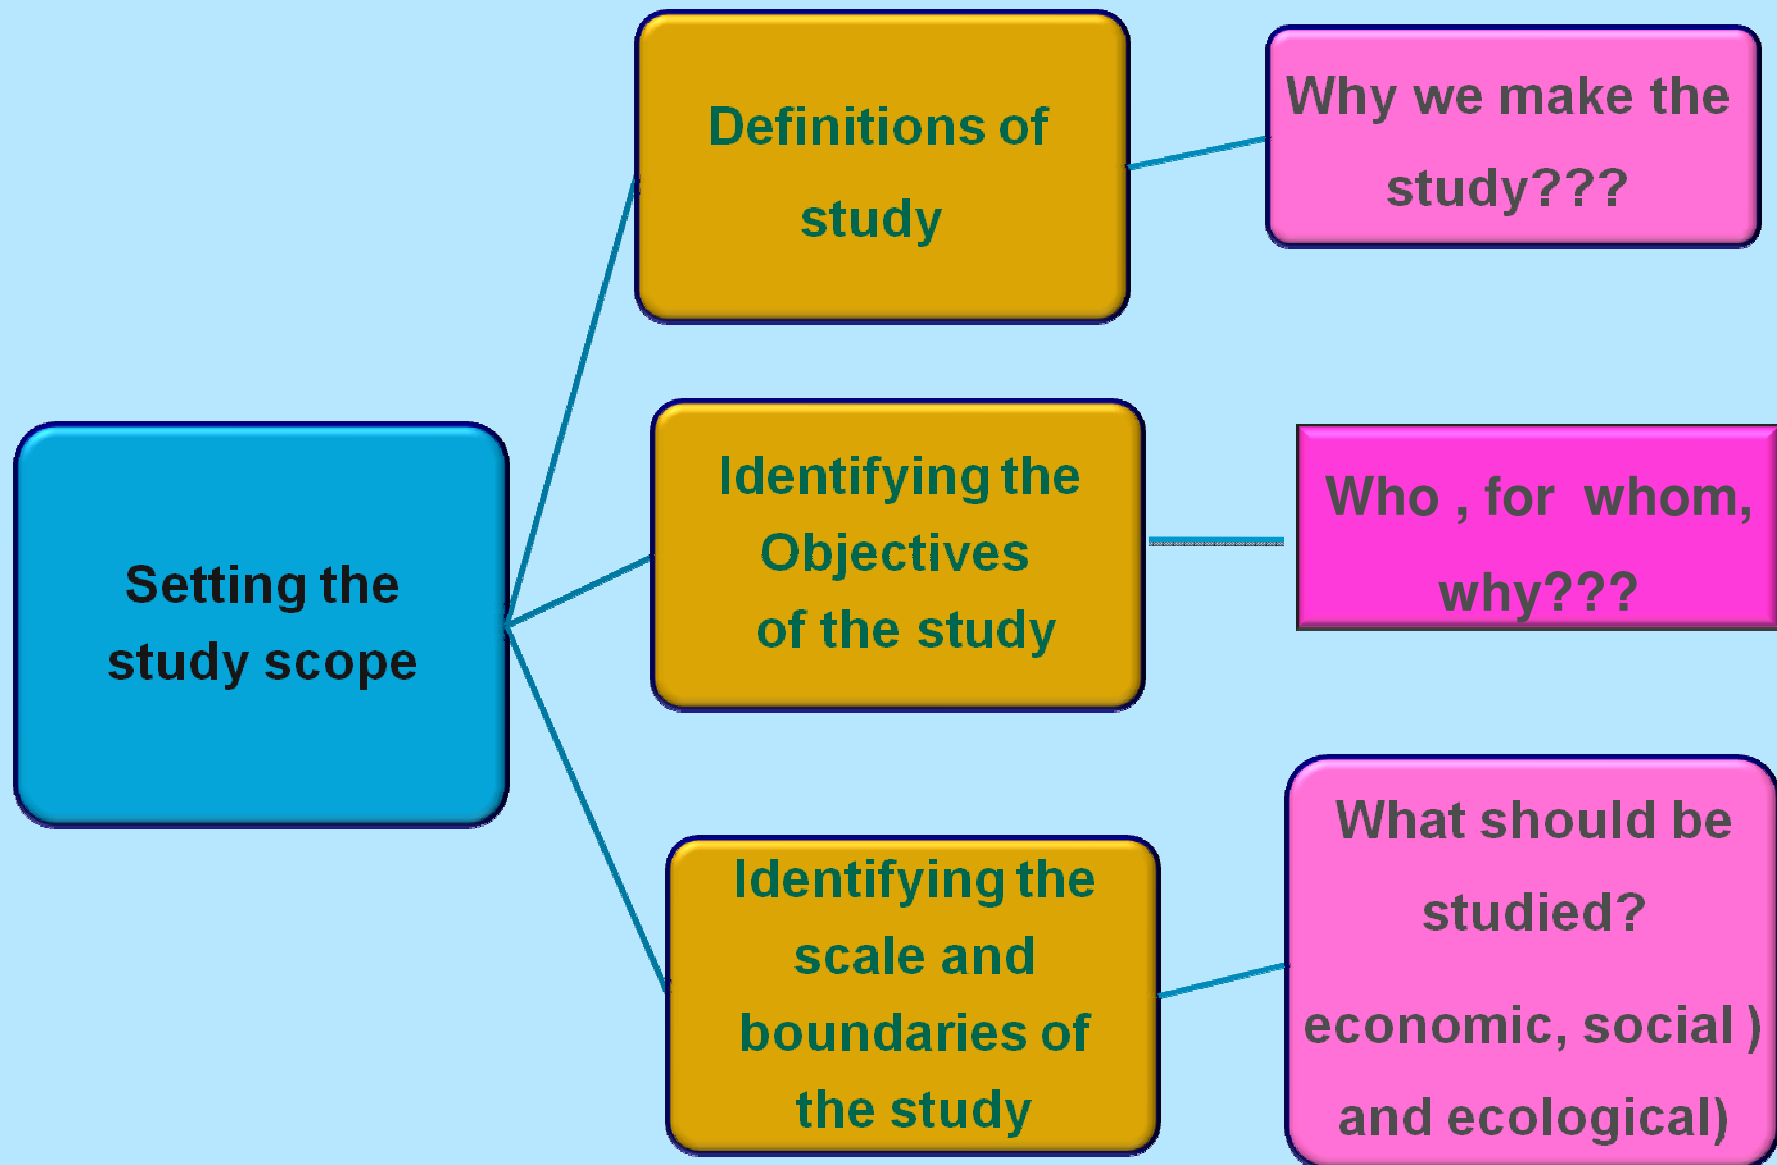 Setting the
study scope
Definitions of
study
Why we make the
study???
Identifying the
Objectives
of the study
Who , for whom,
why???
Identifying the
scale and
boundaries of
the study
What should be
studied?
economic, social )
and ecological)